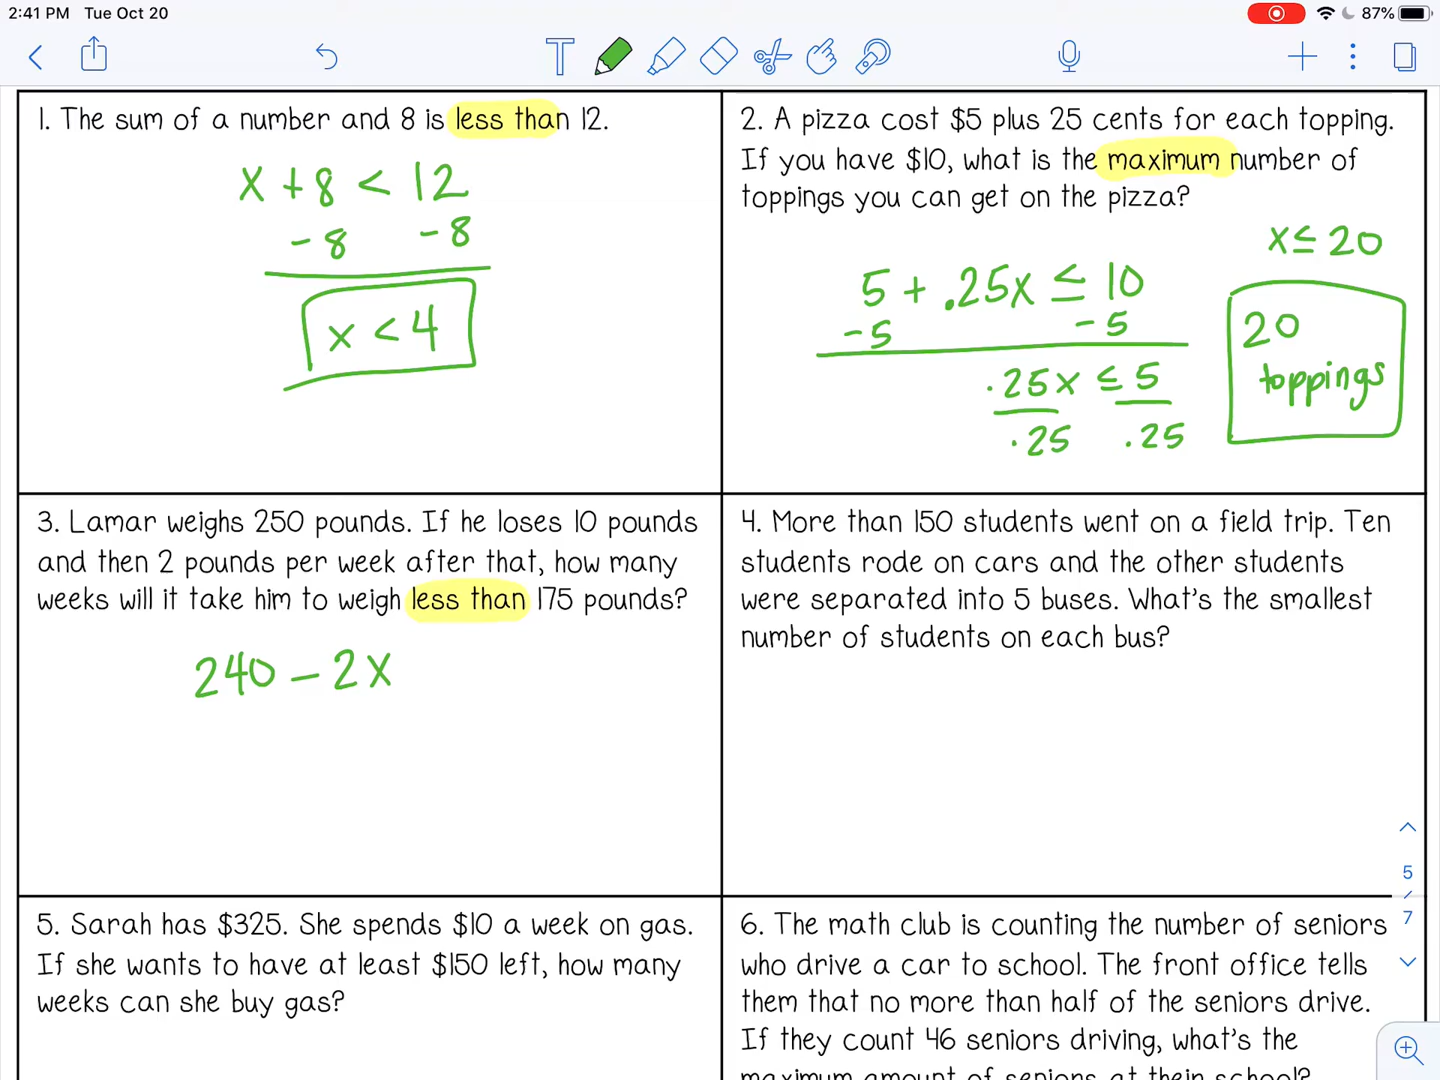 2:41 PM Tue Oct 20
87%
1. The sum of a number and 8 is less than 12.
x + 8 < 12
- 8 - 8
x < 4
2. A pizza cost $5 plus 25 cents for each topping.
If you have $10, what is the maximum number of
toppings you can get on the pizza?
x ≤ 20
5 + .25x ≤ 10
-5 - 5
.25x ≤ 5
.25 .25
20
toppings
3. Lamar weighs 250 pounds. If he loses 10 pounds
and then 2 pounds per week after that, how many
weeks will it take him to weigh less than 175 pounds?
240 - 2x
4. More than 150 students went on a field trip. Ten
students rode on cars and the other students
were separated into 5 buses. What's the smallest
number of students on each bus?
5
/
7
5. Sarah has $325. She spends $10 a week on gas.
If she wants to have at least $150 left, how many
weeks can she buy gas?
6. The math club is counting the number of seniors
who drive a car to school. The front office tells
them that no more than half of the seniors drive.
If they count 46 seniors driving, what's the
maximum amount of seniors at their school?